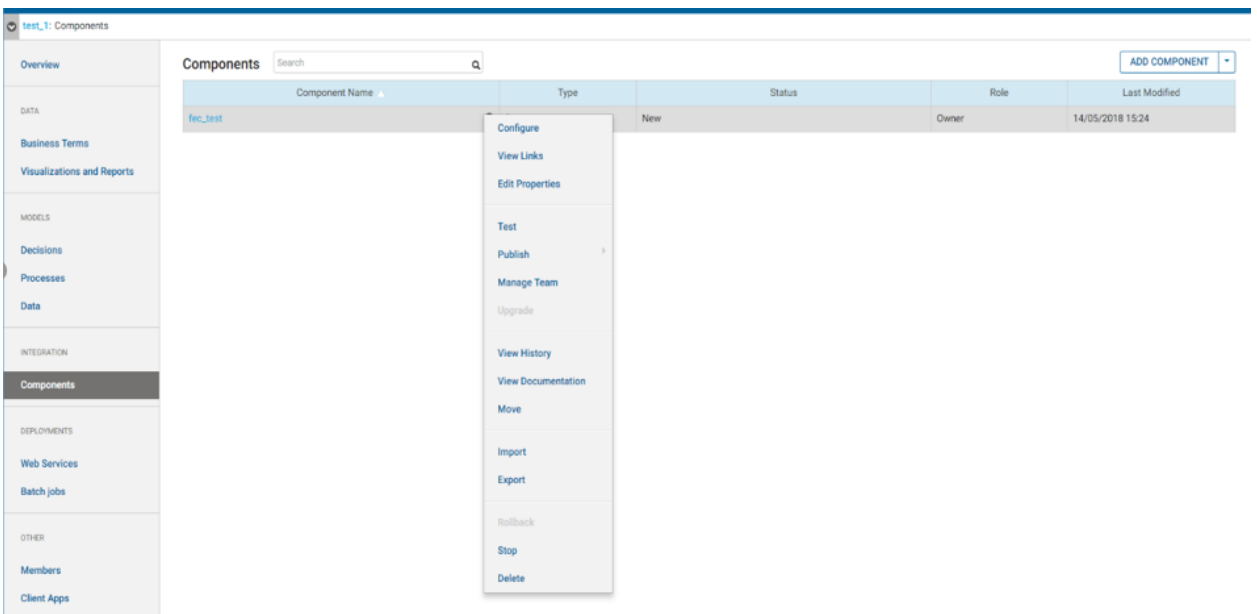 test_1: Components
Overview
DATA
Business Terms
Visualizations and Reports
MODELS
Decisions
Processes
Data
INTEGRATION
Components
DEPLOYMENTS
Web Services
Batch jobs
OTHER
Members
Client Apps
Components Search ADD COMPONENT
Component Name Type Status Role Last Modified
fec_test New Owner 14/05/2018 15:24
Configure
View Links
Edit Properties
Test
Publish
Manage Team
Upgrade
View History
View Documentation
Move
Import
Export
Rollback
Stop
Delete